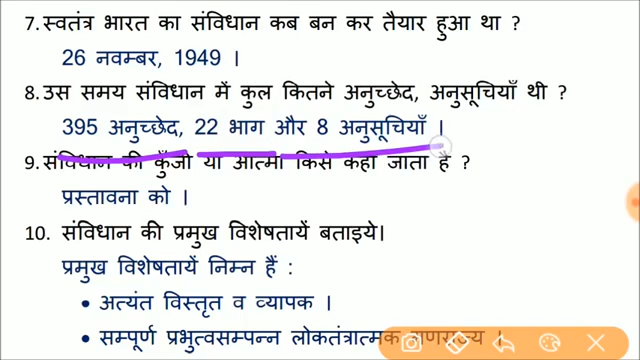 7. स्वतंत्र भारत का संविधान कब बन कर तैयार हुआ था ?
26 नवम्बर, 1949 ।
8. उस समय संविधान में कुल कितने अनुच्छेद, अनुसूचियाँ थी ?
395 अनुच्छेद, 22 भाग और 8 अनुसूचियाँ ।
9. संविधान की कुँजी या आत्मा किसे कहा जाता है ?
प्रस्तावना को ।
10. संविधान की प्रमुख विशेषतायें बताइये।
प्रमुख विशेषतायें निम्न हैं :
• अत्यंत विस्तृत व व्यापक ।
• सम्पूर्ण प्रभुत्वसम्पन्न लोकतंत्रात्मक गणराज्य ।